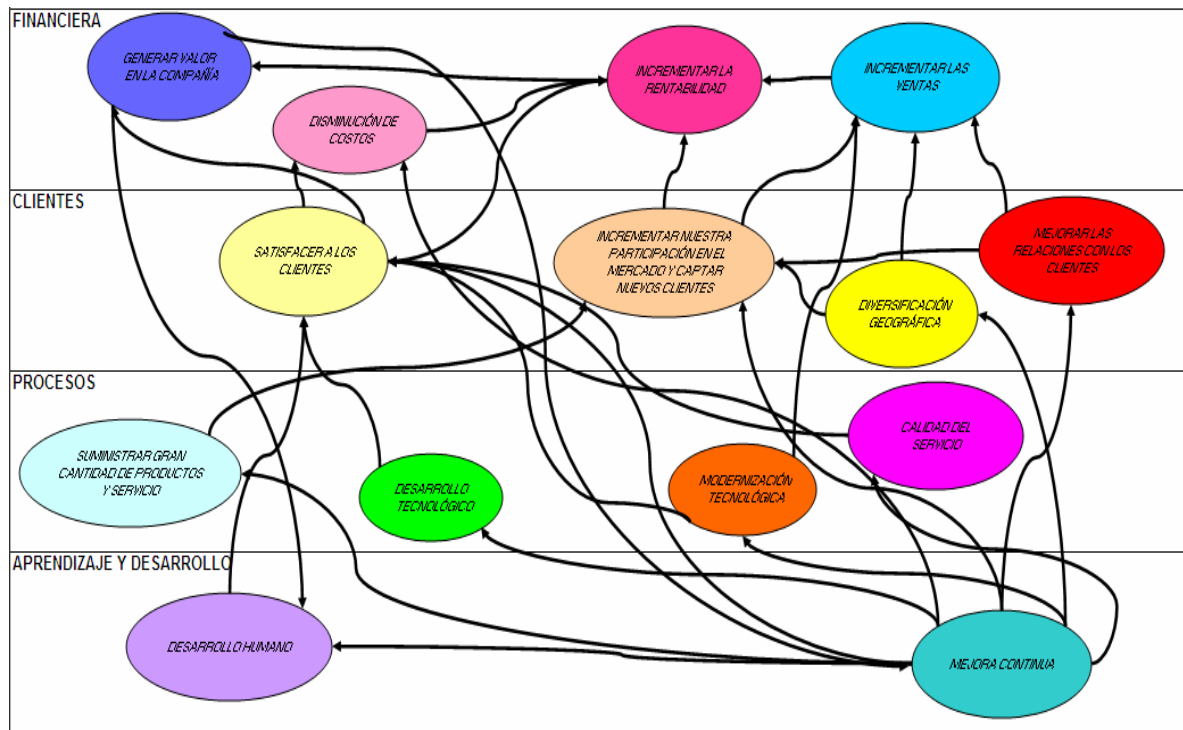 FINANCIERA
GENERAR VALOR
EN LA COMPAÑÍA
INCREMENTAR LA
RENTABILIDAD
INCREMENTAR LAS
VENTAS
DISMINUCIÓN DE
COSTOS
CLIENTES
SATISFACER A LOS
CLIENTES
INCREMENTAR NUESTRA
PARTICIPACIÓN EN EL
MERCADO Y CAPTAR
NUEVOS CLIENTES
MEJORAR LAS
RELACIONES CON LOS
CLIENTES
DIVERSIFICACIÓN
GEOGRÁFICA
PROCESOS
SUMINISTRAR GRAN
CANTIDAD DE PRODUCTOS
Y SERVICIO
DESARROLLO
TECNOLÓGICO
MODERNIZACIÓN
TECNOLÓGICA
CALIDAD DEL
SERVICIO
APRENDIZAJE Y DESARROLLO
DESARROLLO HUMANO
MEJORA CONTINUA